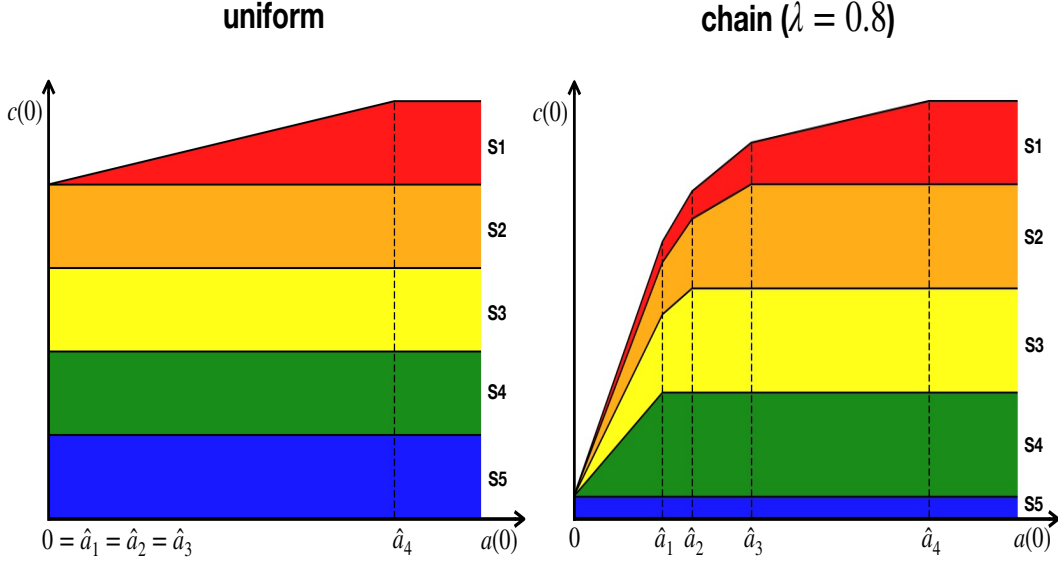 uniform
c(0)
S1
S2
S3
S4
S5
0 = â₁ = â₂ = â₃
â₄
a(0)
chain (λ = 0.8)
c(0)
S1
S2
S3
S4
S5
0
â₁
â₂
â₃
â₄
a(0)